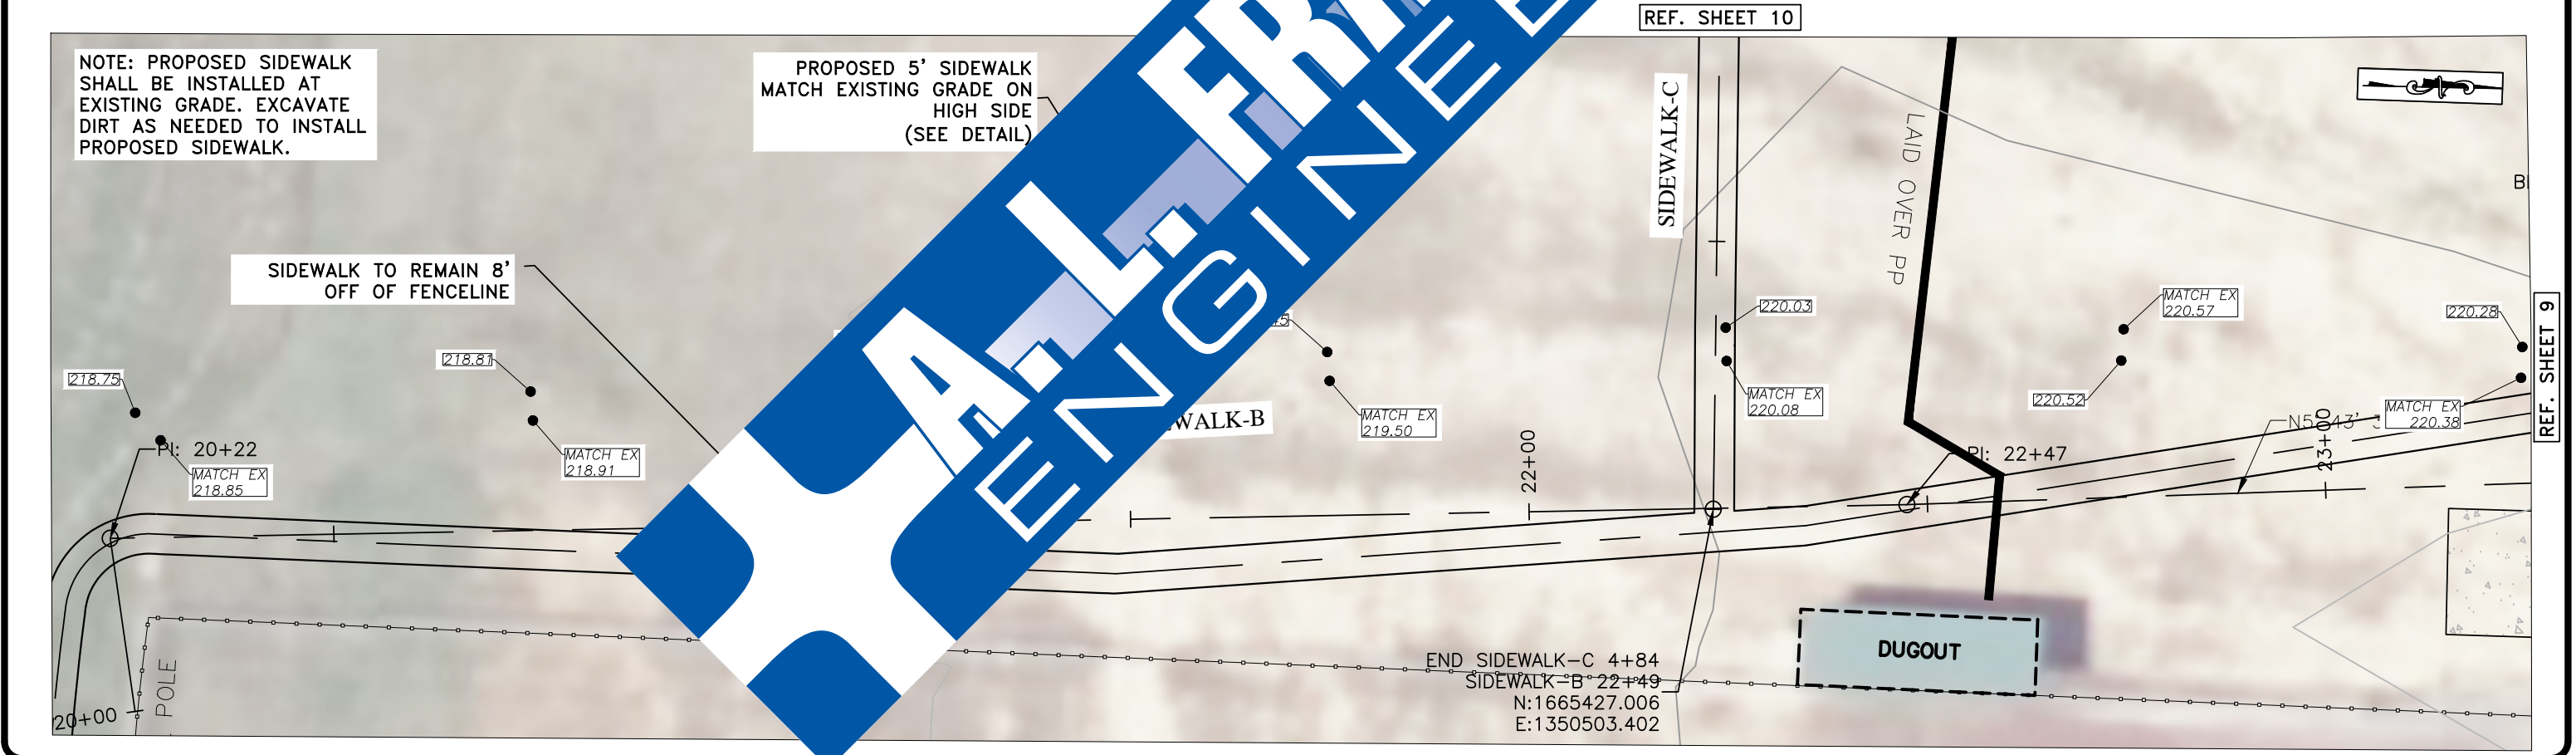 REF. SHEET 10
NOTE: PROPOSED SIDEWALK
SHALL BE INSTALLED AT
EXISTING GRADE. EXCAVATE
DIRT AS NEEDED TO INSTALL
PROPOSED SIDEWALK.
PROPOSED 5' SIDEWALK
MATCH EXISTING GRADE ON
HIGH SIDE
(SEE DETAIL)
SIDEWALK TO REMAIN 8'
OFF OF FENCELINE
A.L.
SIDEWALK-C
LAID OVER PP
218.75
218.81
220.03
MATCH EX
220.57
220.28
REF. SHEET 9
PI: 20+22
MATCH EX
218.85
MATCH EX
218.91
WALK-B
MATCH EX
219.50
MATCH EX
220.08
220.52
MATCH EX
220.38
22+00
PI: 22+47
23+00
DUGOUT
END SIDEWALK-C 4+84
SIDEWALK-B 22+49
N:1665427.006
E:1350503.402
POLE
20+00